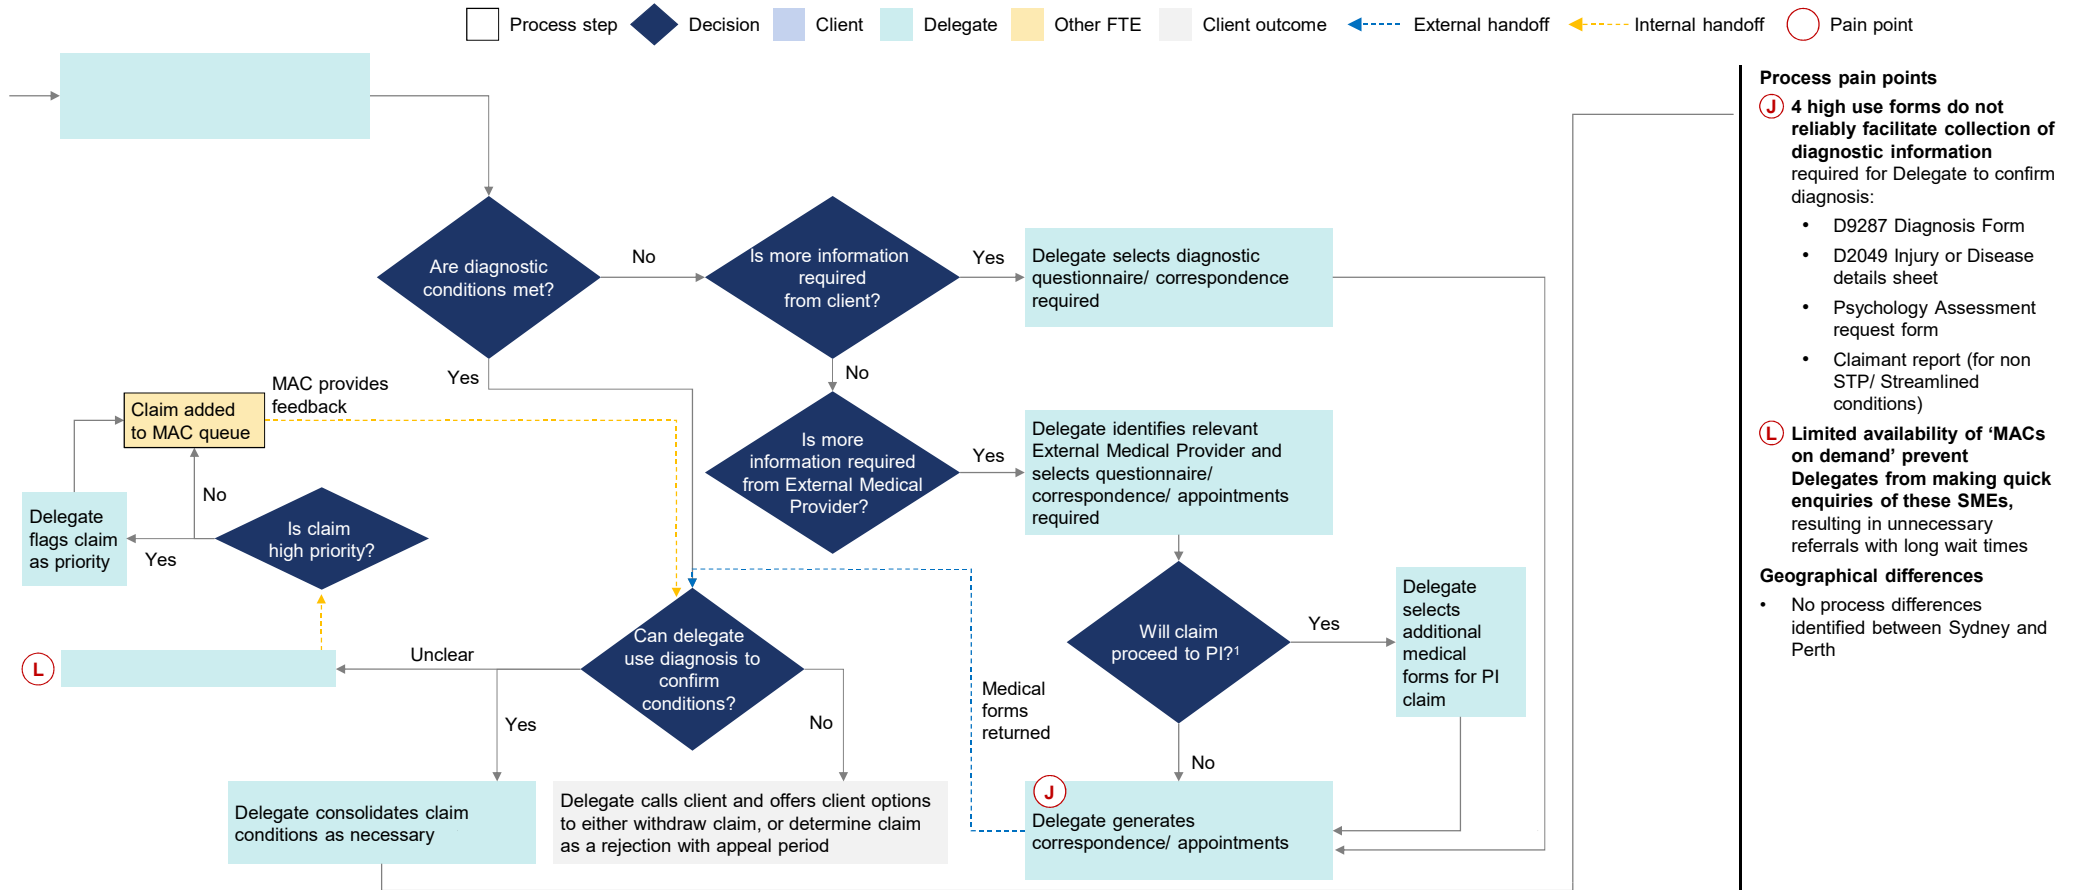 Process step
Decision
Client
Delegate
Other FTE
Client outcome
External handoff
Internal handoff
Pain point
Are diagnostic
conditions met?
No
Is more information
required
from client?
Yes
Delegate selects diagnostic
questionnaire/ correspondence
required
Yes
No
MAC provides
feedback
Claim added
to MAC queue
Is more
information required
from External Medical
Provider?
Yes
Delegate identifies relevant
External Medical Provider and
selects questionnaire/
correspondence/ appointments
required
No
Delegate
flags claim
as priority
Yes
Is claim
high priority?
Will claim
proceed to PI?¹
Yes
Delegate
selects
additional
medical
forms for PI
claim
L
Unclear
Can delegate
use diagnosis to
confirm
conditions?
Medical
forms
returned
Yes
No
No
Delegate consolidates claim
conditions as necessary
Delegate calls client and offers client options
to either withdraw claim, or determine claim
as a rejection with appeal period
J
Delegate generates
correspondence/ appointments
Process pain points
J 4 high use forms do not
reliably facilitate collection of
diagnostic information
required for Delegate to confirm
diagnosis:
• D9287 Diagnosis Form
• D2049 Injury or Disease
details sheet
• Psychology Assessment
request form
• Claimant report (for non
STP/ Streamlined
conditions)
L Limited availability of ‘MACs
on demand’ prevent
Delegates from making quick
enquiries of these SMEs,
resulting in unnecessary
referrals with long wait times
Geographical differences
• No process differences
identified between Sydney and
Perth